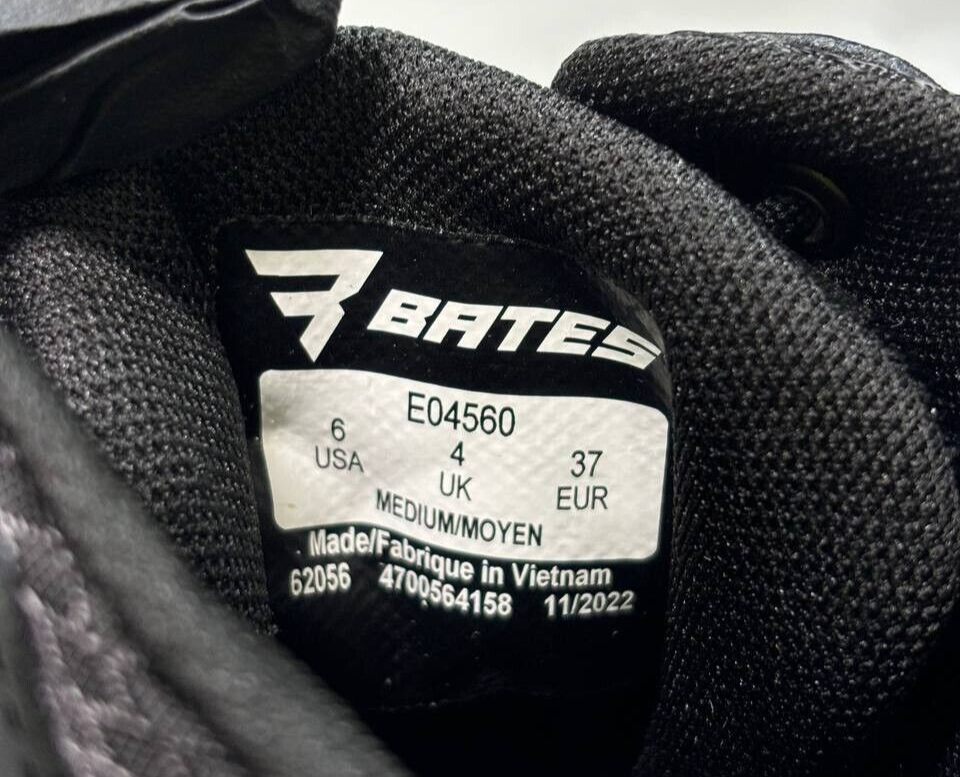 BATES
E04560
6 4 37
USA UK EUR
MEDIUM/MOYEN
Made/Fabrique in Vietnam
62056 4700564158 11/2022